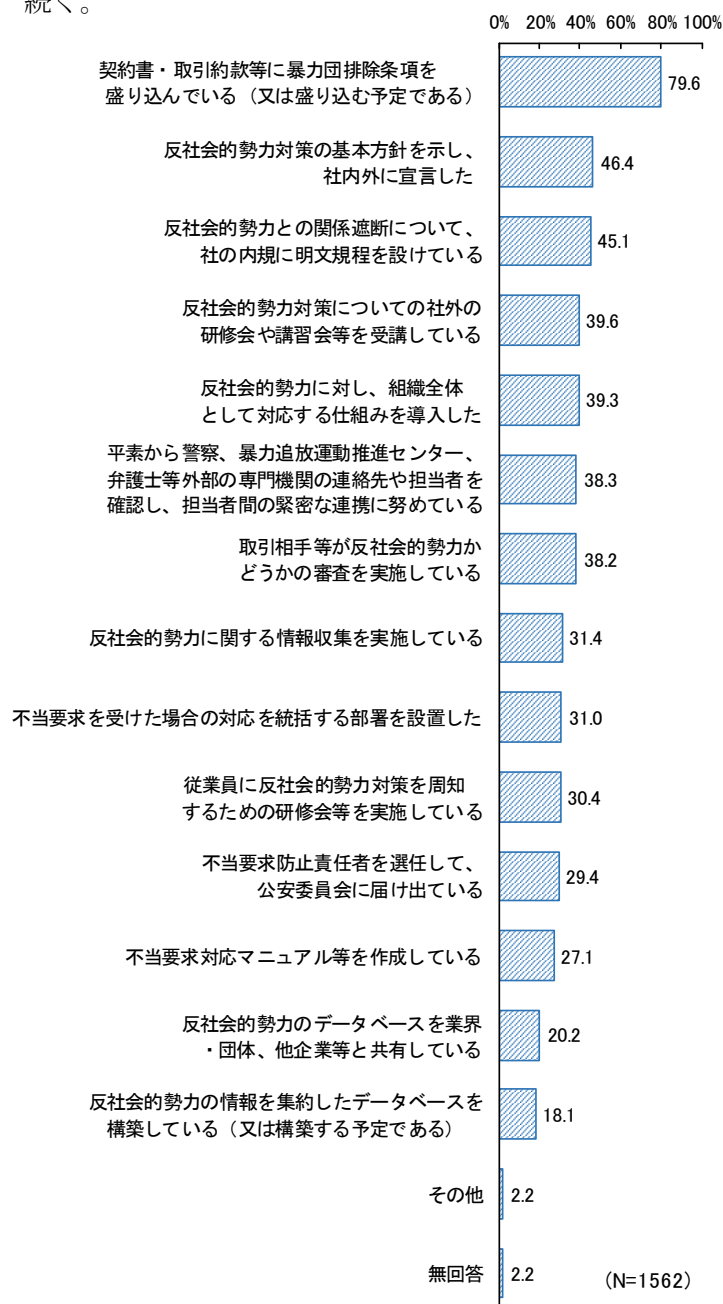 続く。
0% 20% 40% 60% 80% 100%
契約書・取引約款等に暴力団排除条項を
盛り込んでいる（又は盛り込む予定である）
79.6
反社会的勢力対策の基本方針を示し、
社内外に宣言した
46.4
反社会的勢力との関係遮断について、
社の内規に明文規程を設けている
45.1
反社会的勢力対策についての社外の
研修会や講習会等を受講している
39.6
反社会的勢力に対し、組織全体
として対応する仕組みを導入した
39.3
平素から警察、暴力追放運動推進センター、
弁護士等外部の専門機関の連絡先や担当者を
確認し、担当者間の緊密な連携に努めている
38.3
取引相手等が反社会的勢力か
どうかの審査を実施している
38.2
反社会的勢力に関する情報収集を実施している
31.4
不当要求を受けた場合の対応を統括する部署を設置した
31.0
従業員に反社会的勢力対策を周知
するための研修会等を実施している
30.4
不当要求防止責任者を選任して、
公安委員会に届け出ている
29.4
不当要求対応マニュアル等を作成している
27.1
反社会的勢力のデータベースを業界
・団体、他企業等と共有している
20.2
反社会的勢力の情報を集約したデータベースを
構築している（又は構築する予定である）
18.1
その他
2.2
無回答
2.2
(N=1562)